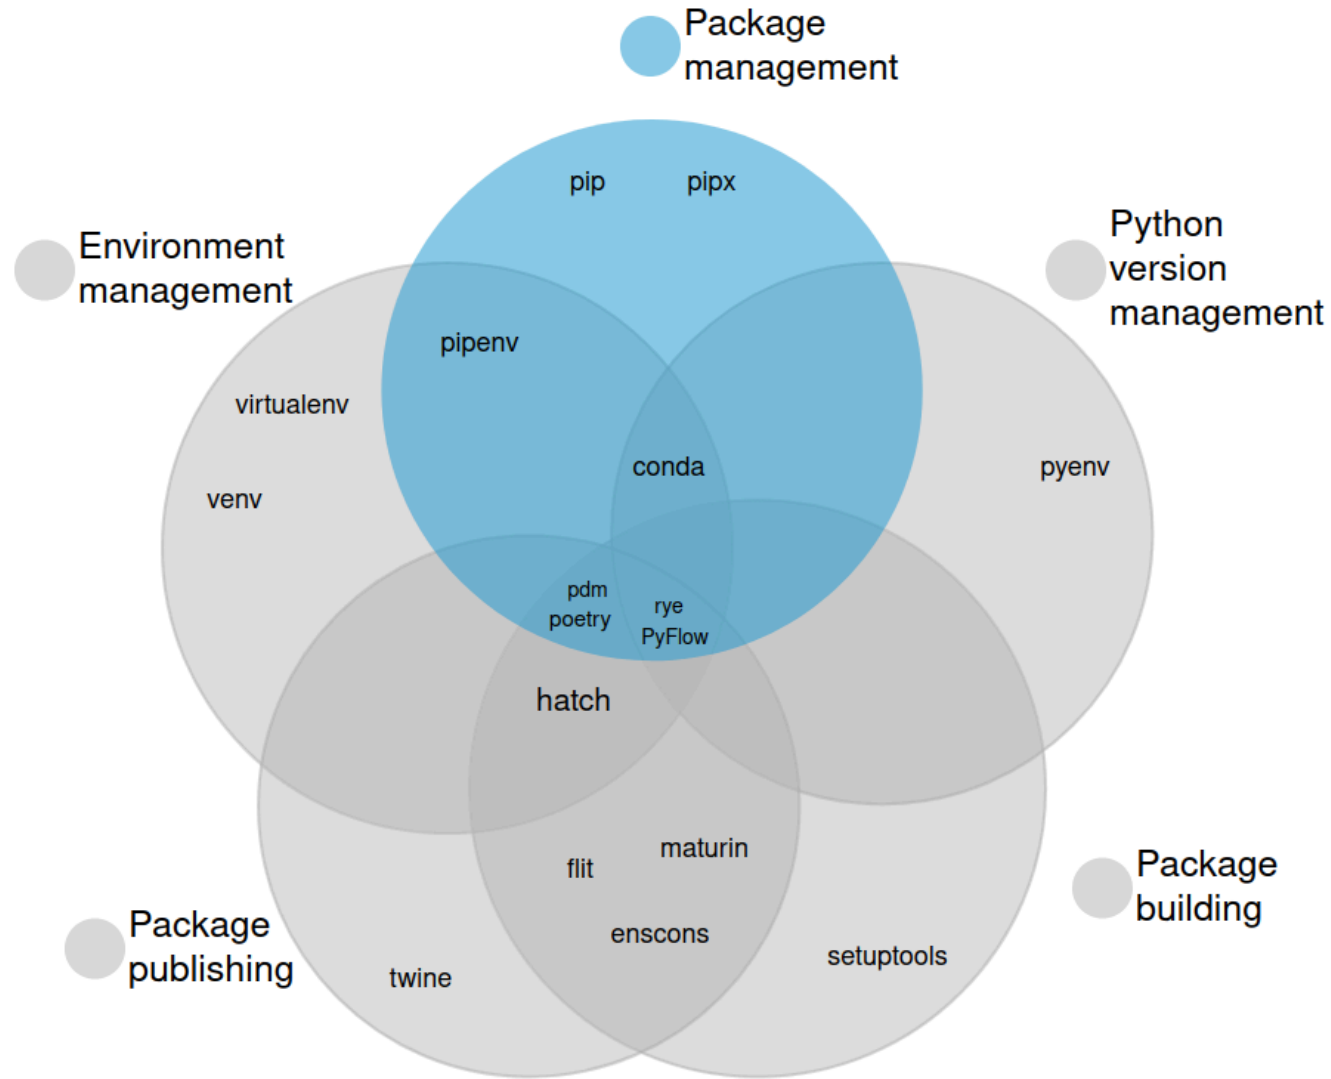 Package
management
pip
pipx
Environment
management
Python
version
management
pipenv
virtualenv
conda
pyenv
venv
pdm
poetry
rye
PyFlow
hatch
maturin
flit
Package
building
enscons
Package
publishing
setuptools
twine